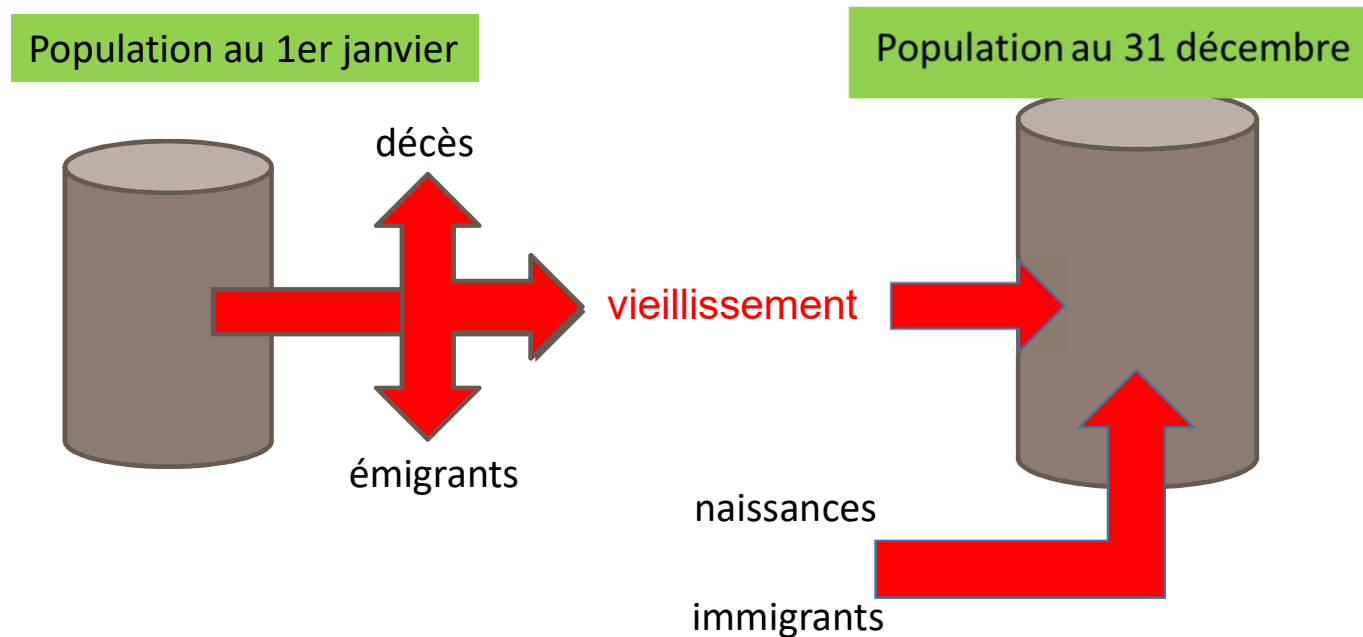 Population au 1er janvier
Population au 31 décembre
décès
vieillissement
émigrants
naissances
immigrants